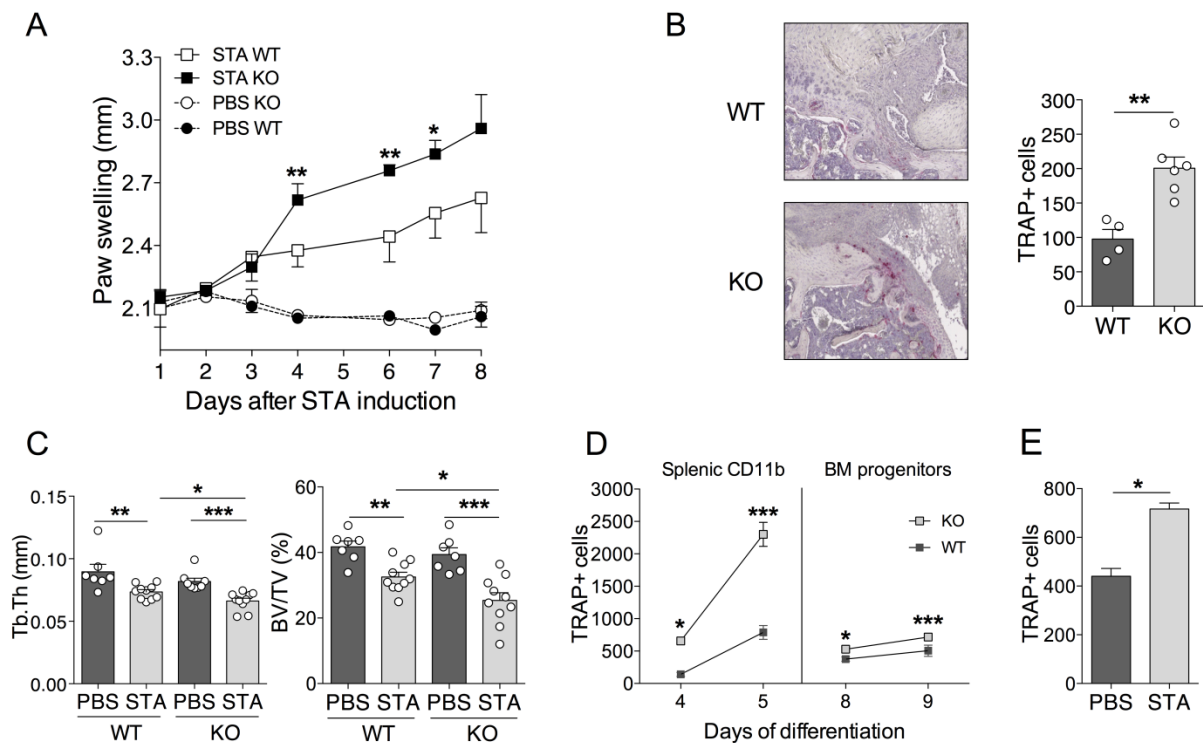 A
STA WT
STA KO
PBS KO
PBS WT
Paw swelling (mm)
3.3
3.0
2.7
2.4
2.1
** ** *
1 2 3 4 5 6 7 8
Days after STA induction
B
WT
KO
TRAP+ cells
300
250
200
150
100
50
0
**
WT KO
C
Tb.Th (mm)
0.15
0.10
0.05
0.00
*
** ***
PBS STA PBS STA
WT KO
BV/TV (%)
60
40
20
0
*
** ***
PBS STA PBS STA
WT KO
D
Splenic CD11b BM progenitors
TRAP+ cells
3000
2500
2000
1500
1000
500
0
KO
WT
* *** * ***
4 5 8 9
Days of differentiation
E
TRAP+ cells
800
600
400
200
0
*
PBS STA